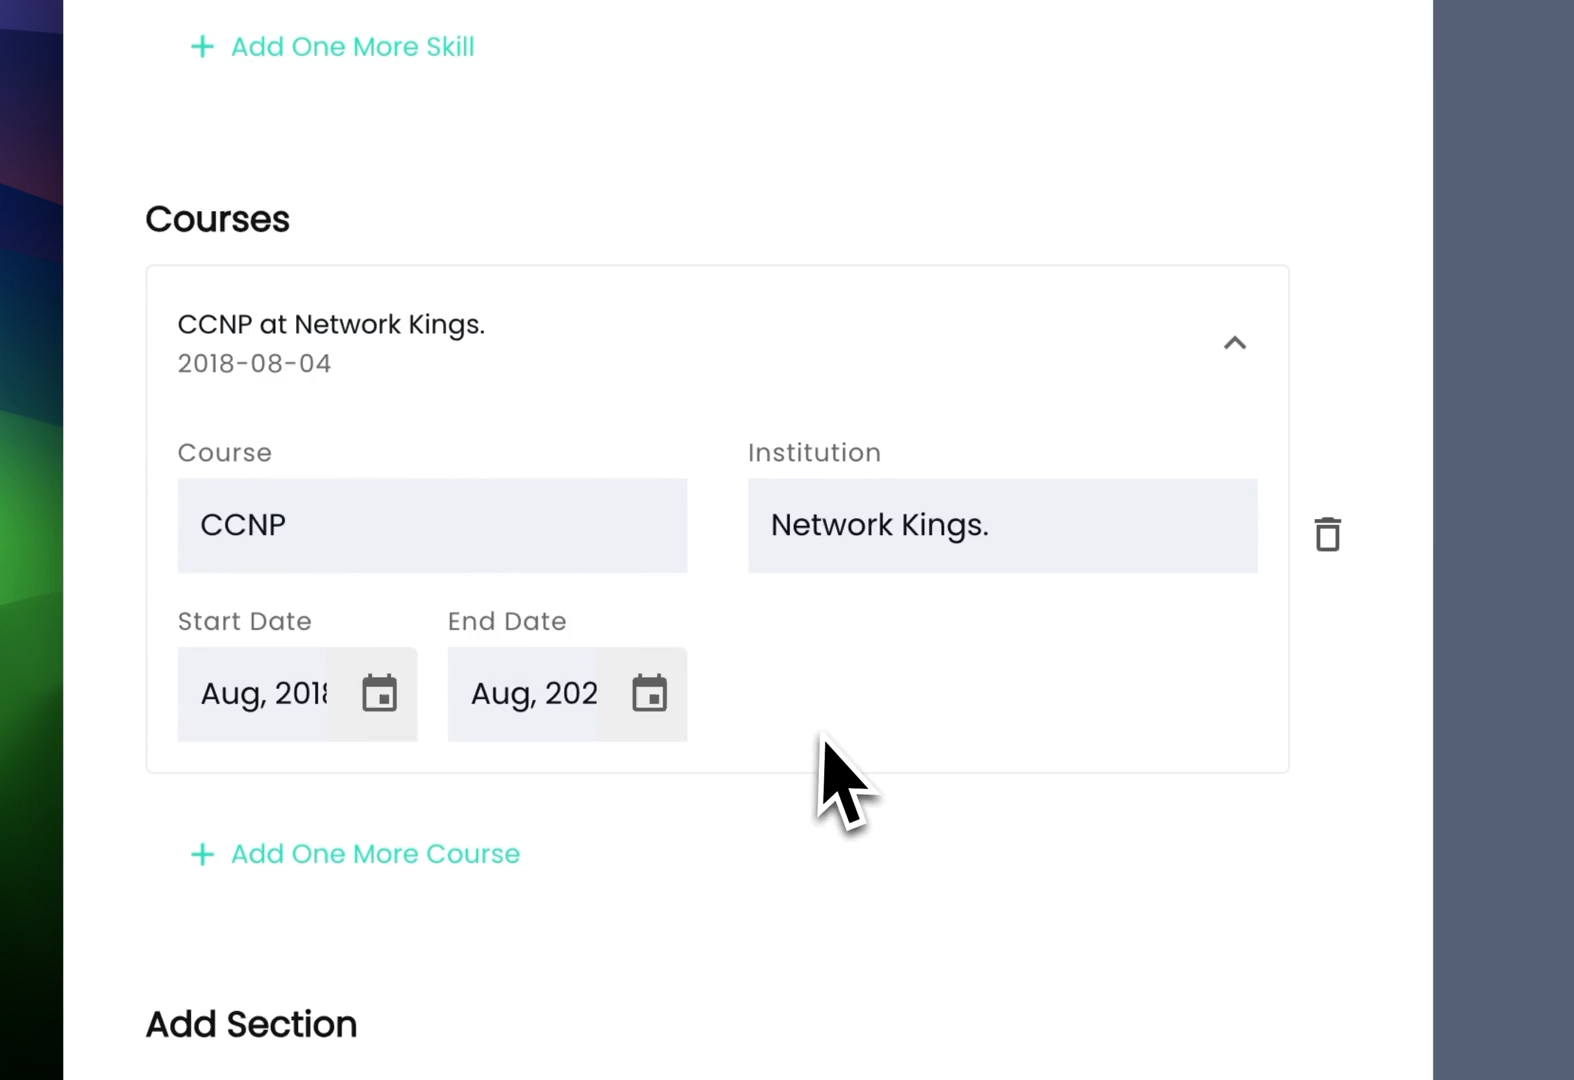 + Add One More Skill
Courses
CCNP at Network Kings.
2018-08-04
Course
Institution
CCNP
Network Kings.
Start Date
End Date
Aug, 2018
Aug, 202
+ Add One More Course
Add Section